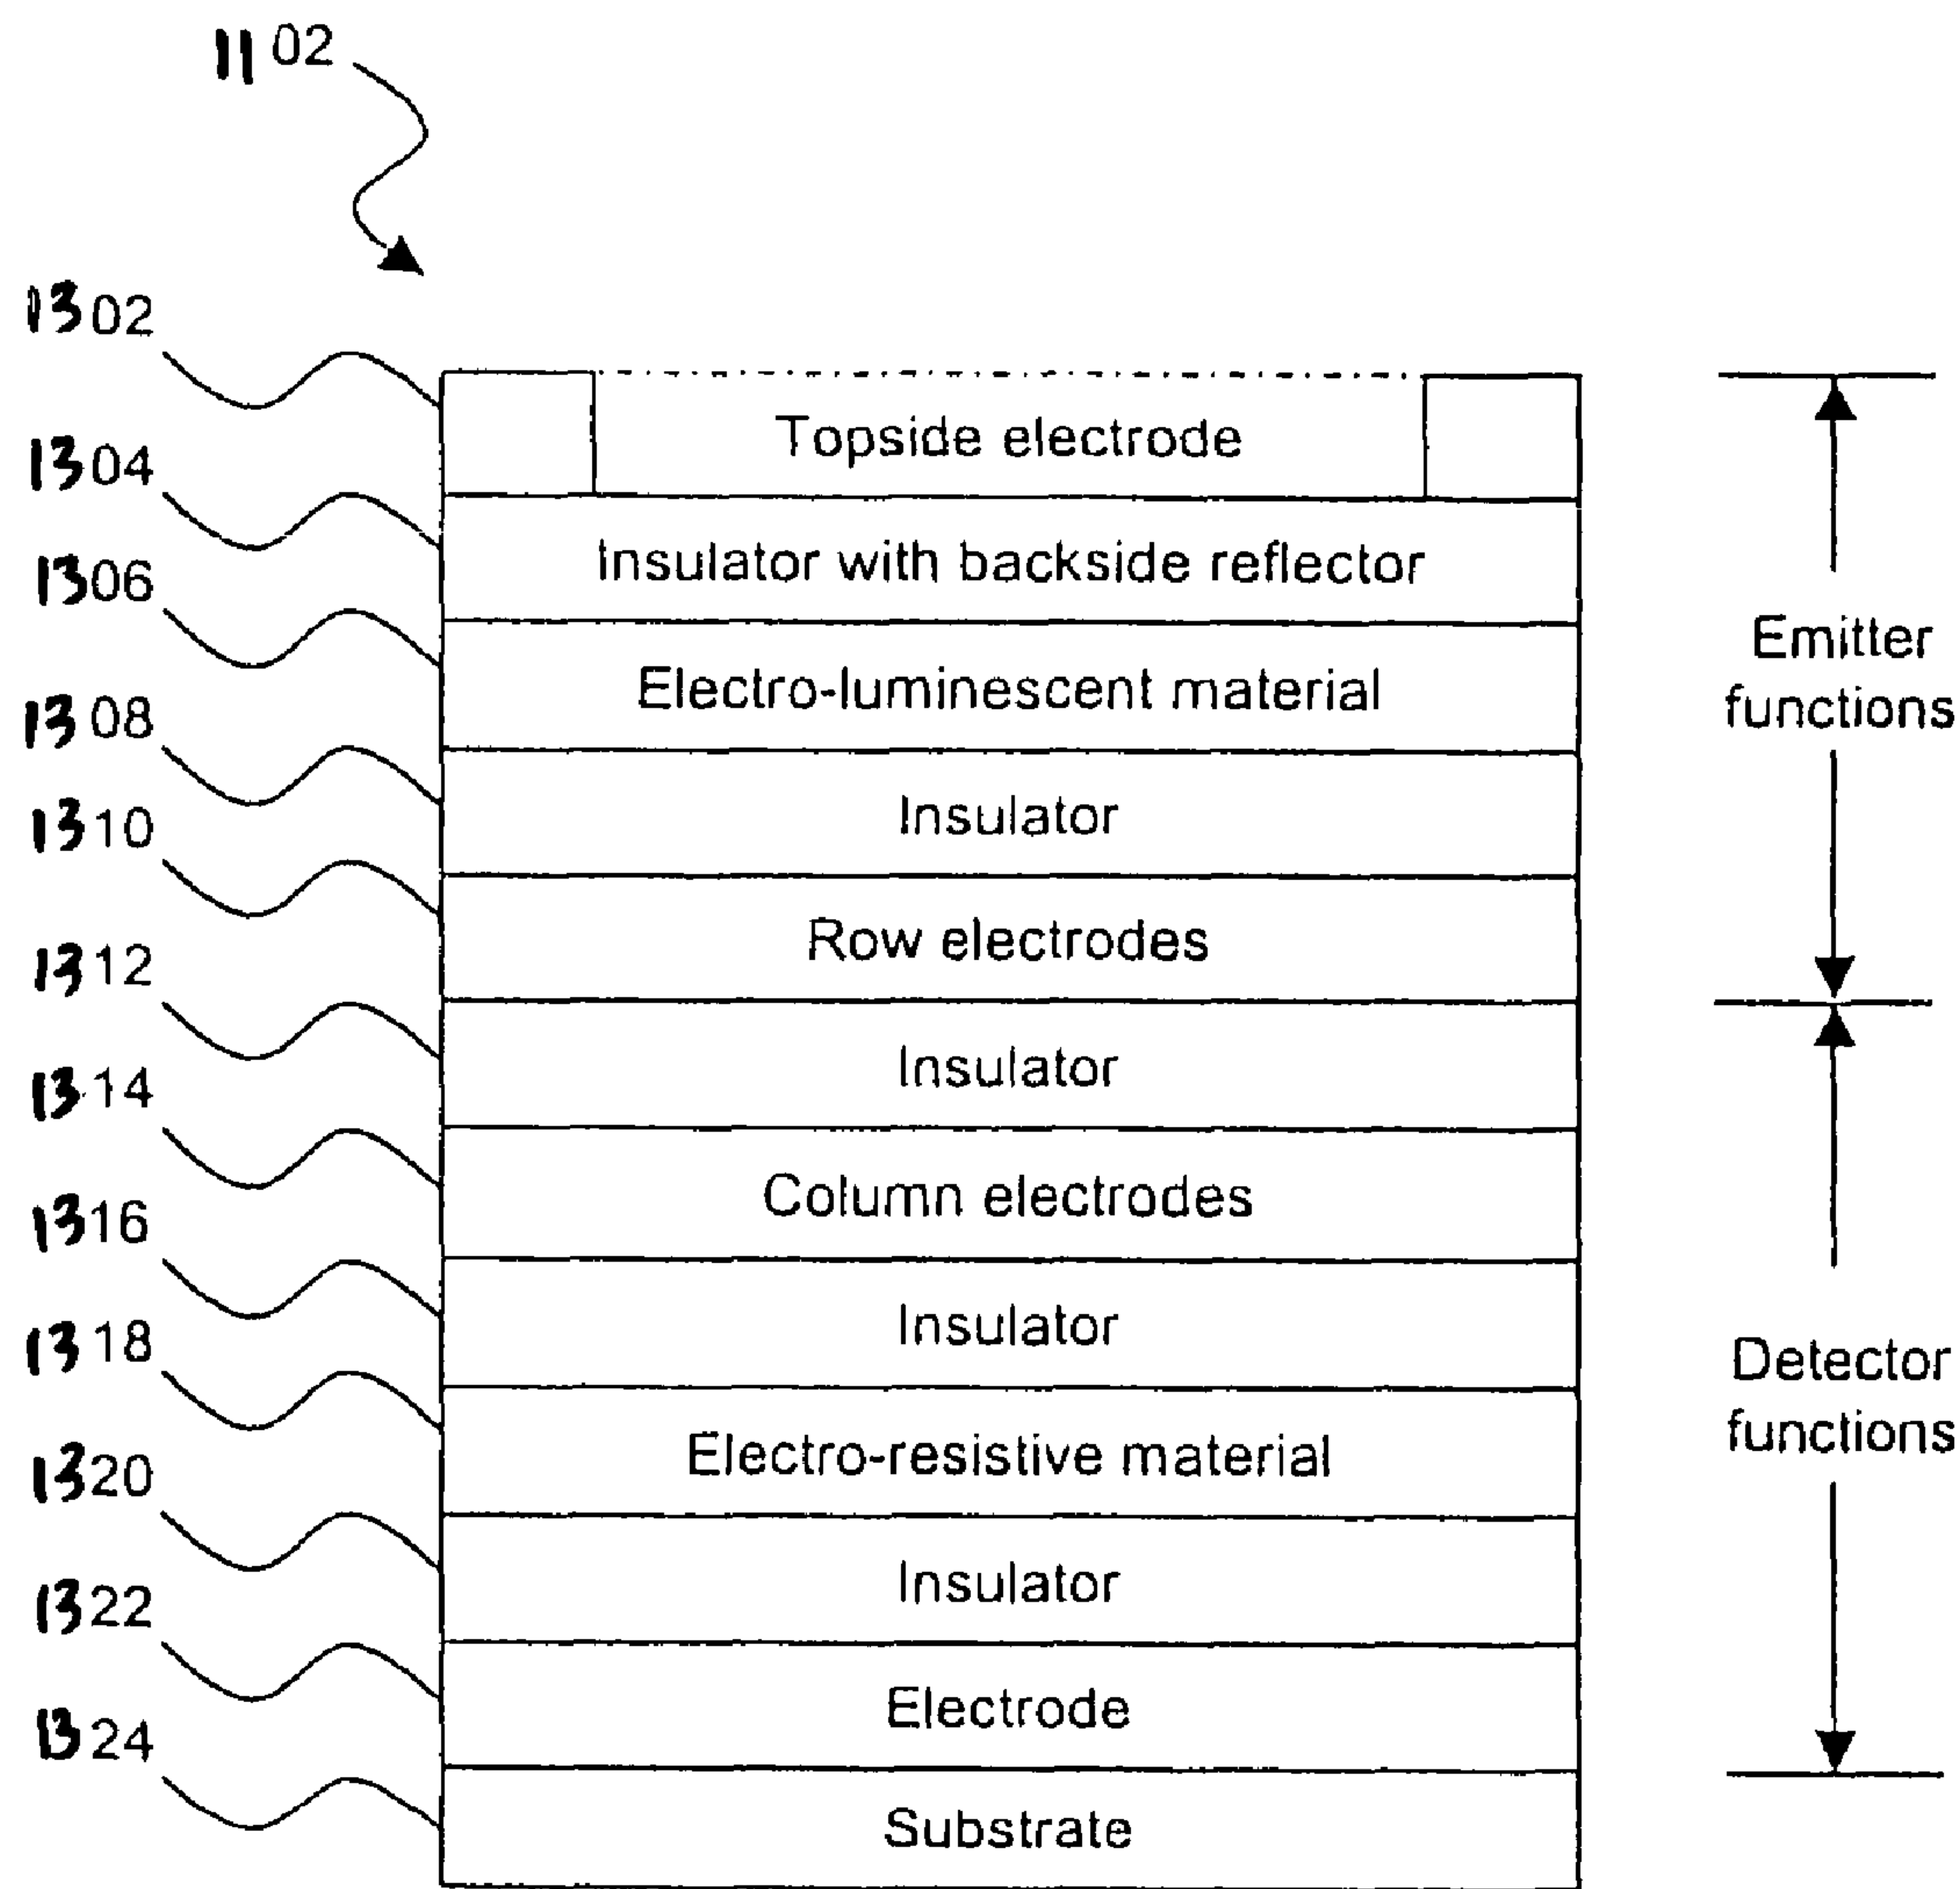 1102
1302
1304
1306
1308
1310
1312
1314
1316
1318
1320
1322
1324
Topside electrode
Insulator with backside reflector
Electro-luminescent material
Insulator
Row electrodes
Insulator
Column electrodes
Insulator
Electro-resistive material
Insulator
Electrode
Substrate
Emitter
functions
Detector
functions